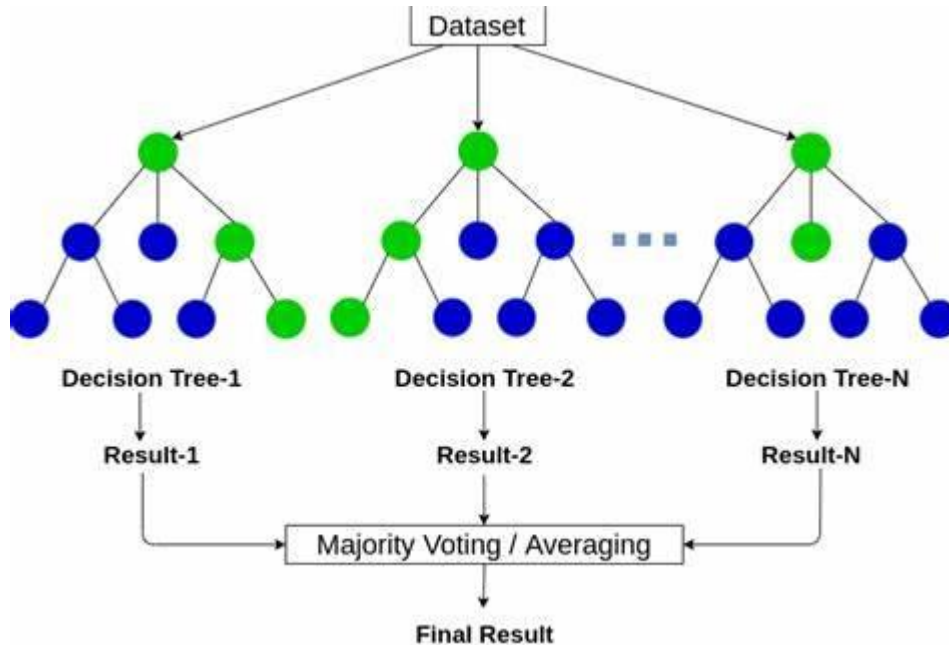 Dataset
Decision Tree-1
Decision Tree-2
Decision Tree-N
Result-1
Result-2
Result-N
Majority Voting / Averaging
Final Result